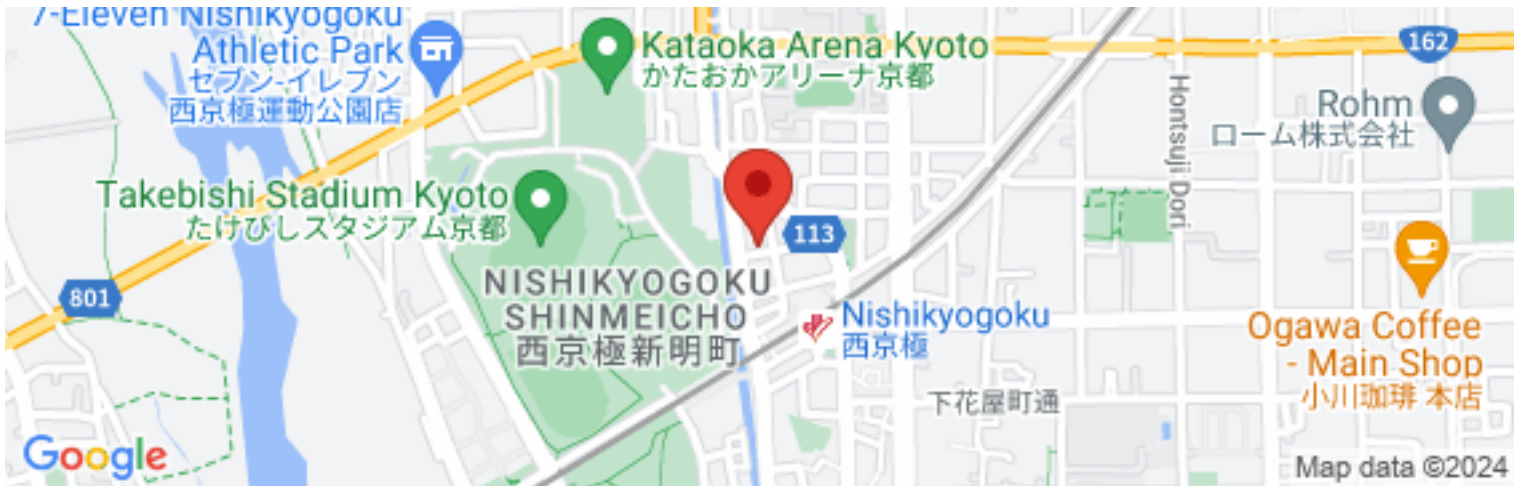 7-Eleven Nishikyogoku
Athletic Park
セブン-イレブン
西京極運動公園店
Kataoka Arena Kyoto
かたおかアリーナ京都
162
Rohm
ローム株式会社
Hontsuji Dori
Takebishi Stadium Kyoto
たけびしスタジアム京都
113
801
NISHIKYOGOKU
SHINMEICHO
西京極新明町
Nishikyogoku
西京極
Ogawa Coffee
- Main Shop
小川珈琲 本店
下花屋町通
Google
Map data ©2024